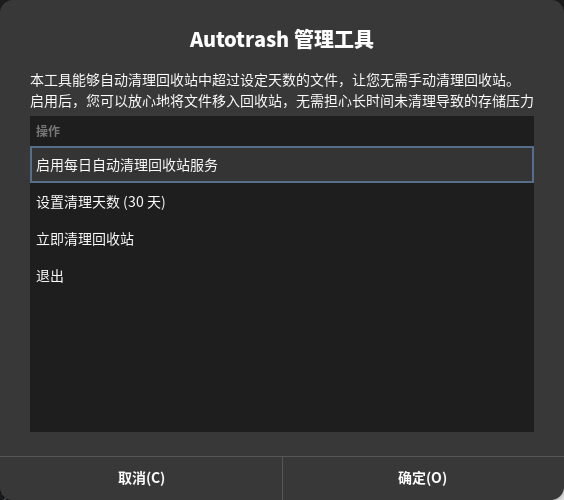 Autotrash 管理工具
本工具能够自动清理回收站中超过设定天数的文件，让您无需手动清理回收站。
启用后，您可以放心地将文件移入回收站，无需担心长时间未清理导致的存储压力
操作
启用每日自动清理回收站服务
设置清理天数 (30 天)
立即清理回收站
退出
取消(C)
确定(O)